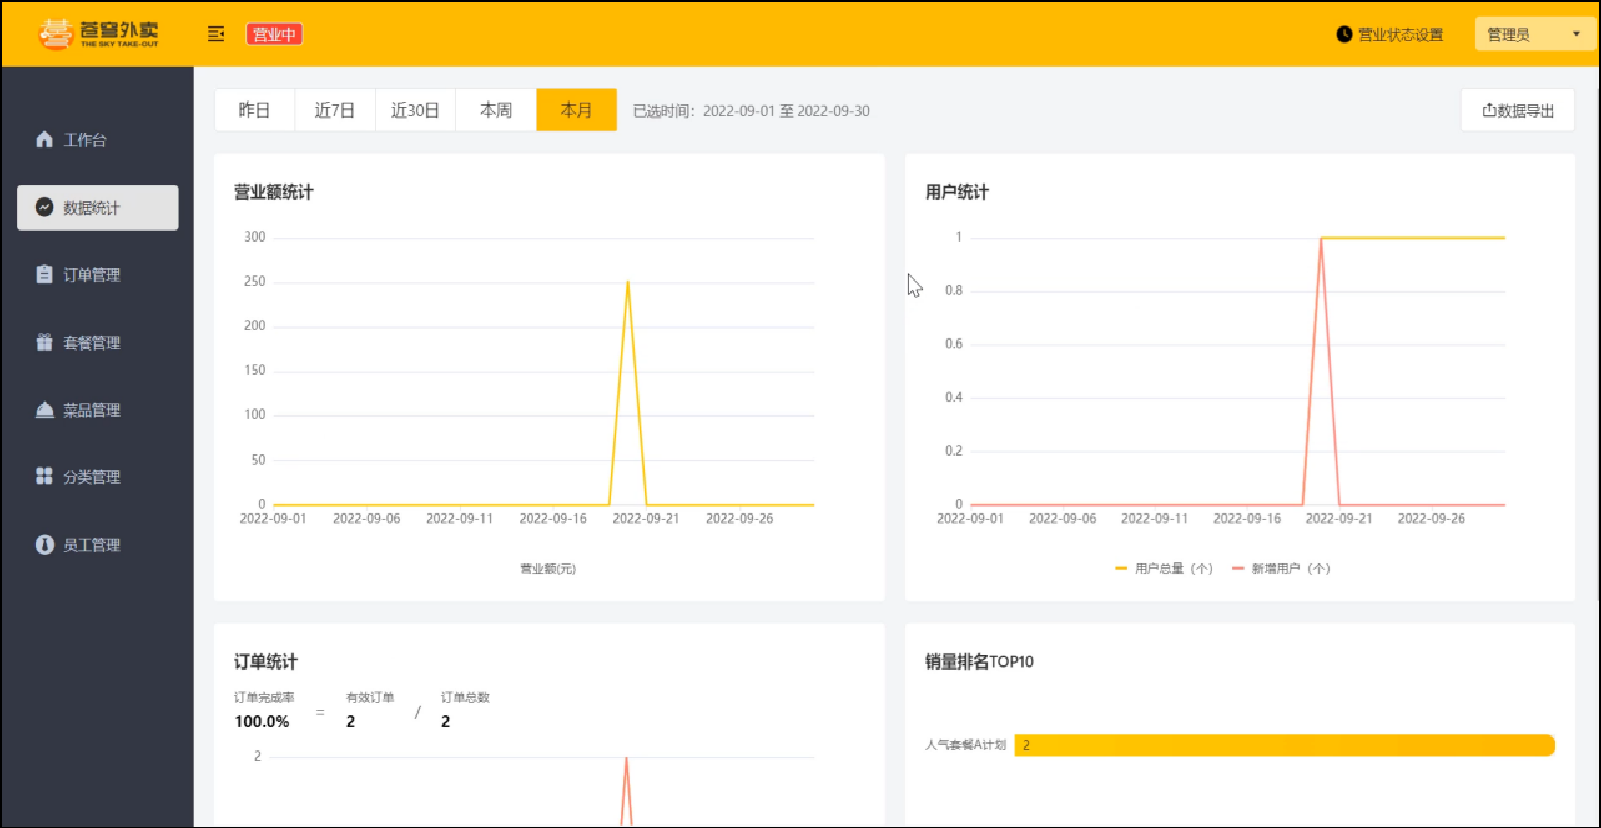 苍穹外卖
THE SKY TAKE-OUT
营业中
营业状态设置
管理员
工作台
数据统计
订单管理
套餐管理
菜品管理
分类管理
员工管理
昨日
近7日
近30日
本周
本月
已选时间：2022-09-01 至 2022-09-30
数据导出
营业额统计
300
250
200
150
100
50
0
2022-09-01 2022-09-06 2022-09-11 2022-09-16 2022-09-21 2022-09-26
营业额(元)
用户统计
1
0.8
0.6
0.4
0.2
0
2022-09-01 2022-09-06 2022-09-11 2022-09-16 2022-09-21 2022-09-26
用户总量（个） 新增用户（个）
订单统计
订单完成率 有效订单 订单总数
100.0% = 2 / 2
2
销量排名TOP10
人气套餐A计划 2